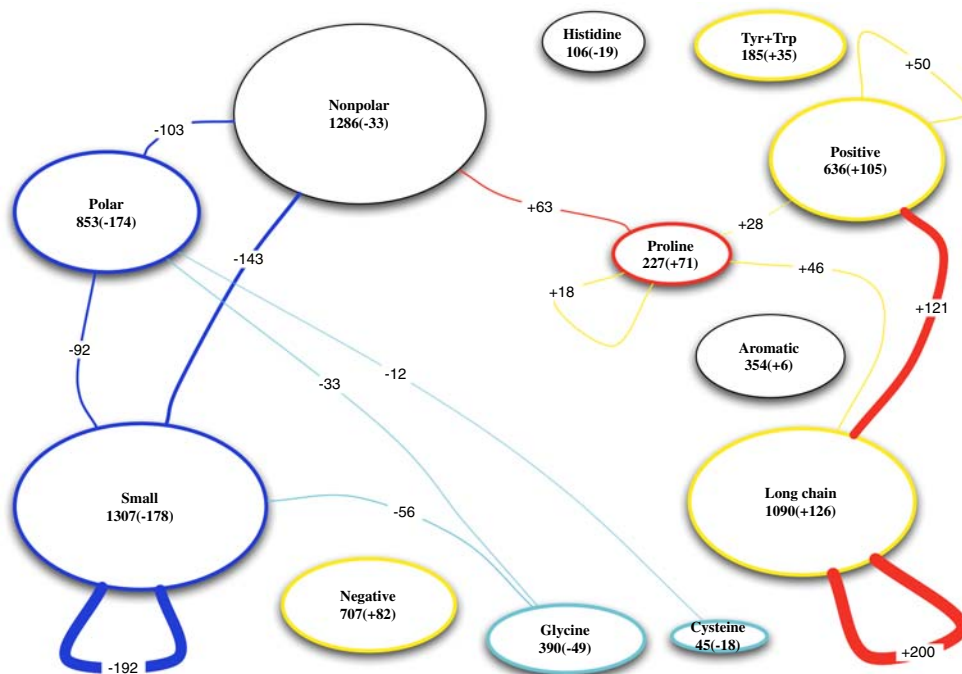 Histidine
106(-19)
Tyr+Trp
185(+35)
+50
Nonpolar
1286(-33)
-103
Positive
636(+105)
Polar
853(-174)
+63
+28
Proline
227(+71)
-143
+46
+18
+121
-92
-33
-12
Aromatic
354(+6)
Small
1307(-178)
Long chain
1090(+126)
-56
Negative
707(+82)
Glycine
390(-49)
Cysteine
45(-18)
-192
+200